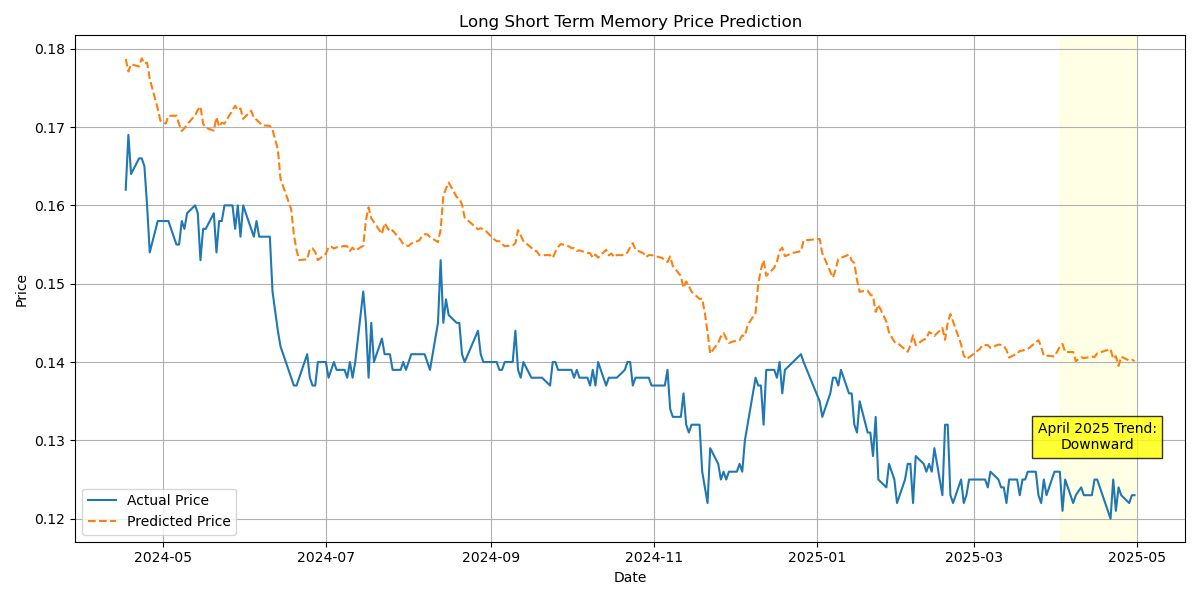 Long Short Term Memory Price Prediction
0.18
0.17
0.16
0.15
0.14
0.13
0.12
Price
April 2025 Trend:
Downward
Actual Price
Predicted Price
2024-05
2024-07
2024-09
2024-11
2025-01
2025-03
2025-05
Date